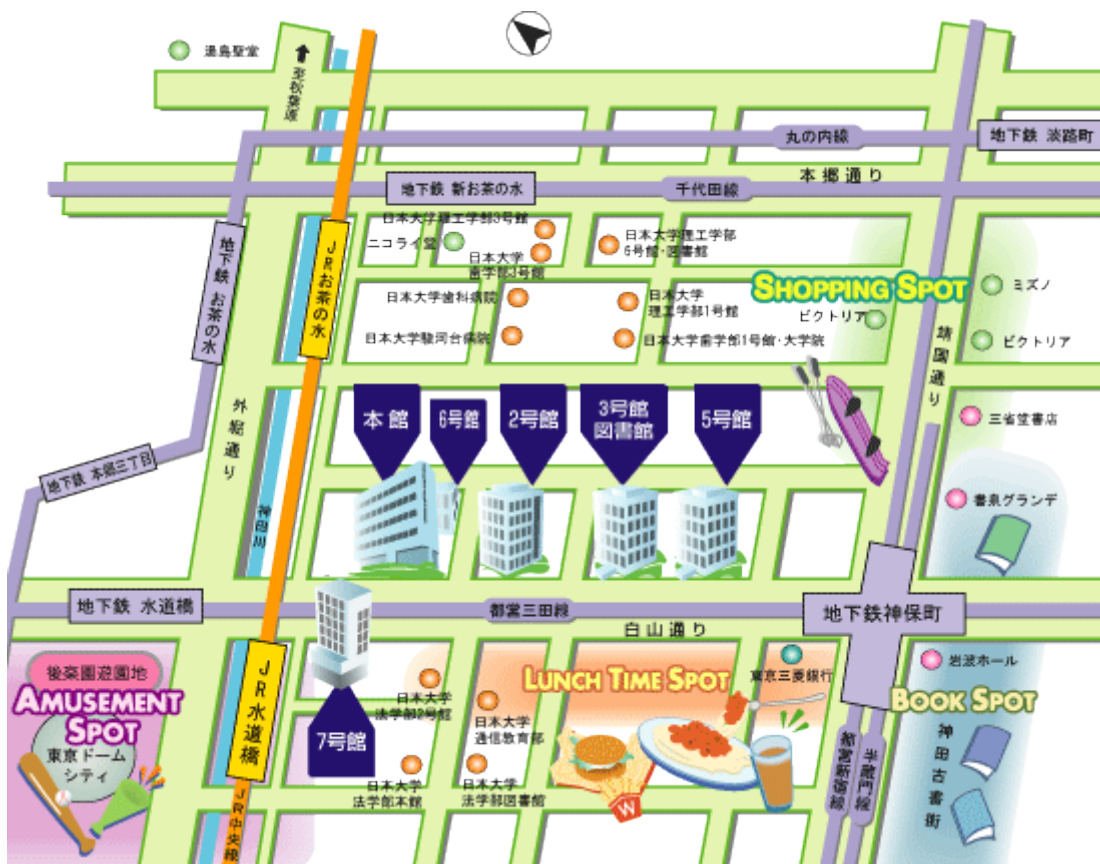 湯島聖堂
至秋葉原
丸の内線
地下鉄 淡路町
本郷通り
地下鉄 新お茶の水
千代田線
日本大学理工学部3号館
ニコライ堂
日本大学
歯学部3号館
日本大学理工学部
6号館・図書館
地下鉄 お茶の水
JRお茶の水
SHOPPING SPOT
ミズノ
日本大学歯科病院
日本大学
理工学部1号館
ビクトリア
日本大学駿河台病院
日本大学歯学部1号館・大学院
ビクトリア
靖国通り
外堀通り
本館
6号館
2号館
3号館
図書館
5号館
三省堂書店
地下鉄 本郷三丁目
書泉グランデ
神田川
地下鉄 水道橋
都営三田線
地下鉄神保町
白山通り
後楽園遊園地
AMUSEMENT
SPOT
東京ドーム
シティ
JR水道橋
7号館
日本大学
法学部2号館
LUNCH TIME SPOT
東京三菱銀行
岩波ホール
BOOK SPOT
日本大学
通信教育部
日本大学
法学部本館
日本大学
法学部図書館
W
都営新宿線
半蔵門線
神田古書街
JR中央線